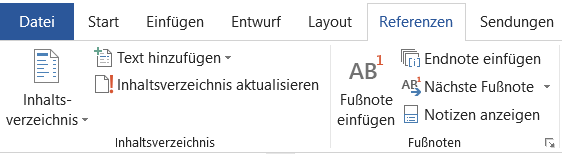 Datei Start Einfügen Entwurf Layout Referenzen Sendungen
Inhalts-
verzeichnis
Text hinzufügen
Inhaltsverzeichnis aktualisieren
Inhaltsverzeichnis
AB1
Fußnote
einfügen
Endnote einfügen
AB1 Nächste Fußnote
Notizen anzeigen
Fußnoten